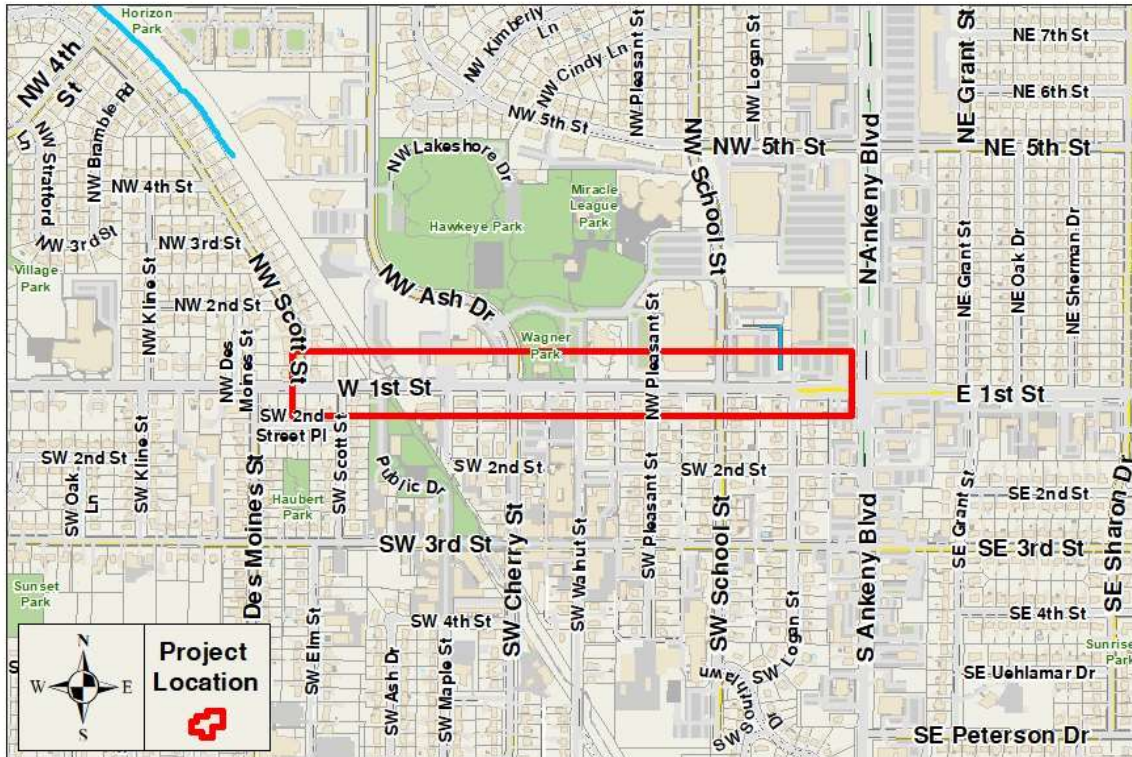 Horizon
Park
NW 4th
St
NW Kimberly
Ln
NW Cindy Ln
NW Pleasant St
NW Logan St
N Ankeny Blvd
NE Grant St
NE 7th St
NE 6th St
NW Bramble Rd
NW Stratford
Ln
NW 5th St
NW 5th St
NE 5th St
NW Lakeshore Dr
NW School St
Miracle
League
Park
Hawkeye Park
NW 4th St
NW 3rd St
NW 3rd St
NW Scott St
NE Grant St
NE Oak Dr
NE Sherman Dr
Village
Park
NW Kline St
NW 2nd St
NW Ash Dr
NW Pleasant St
Wagner
Park
NW Des
Moines St
W 1st St
E 1st St
SW 2nd
Street Pl
SW Scott St
SW 2nd St
SW Kline St
SW Oak
Ln
Haubert
Park
Public Dr
SW 2nd St
SW 2nd St
SW Pleasant St
SE Grant St
SE 2nd St
SE Sharon Dr
Des Moines St
SW 3rd St
SW Cherry St
SW Walnut St
SW School St
S Ankeny Blvd
SE 3rd St
Sunset
Park
SW Elm St
SW 4th St
SW Ash Dr
SW Maple St
SW Logan St
SW Southlawn
Dr
SE 4th St
Sunrise
Park
SE Uehlamar Dr
SE Peterson Dr
N
W E
S
Project
Location